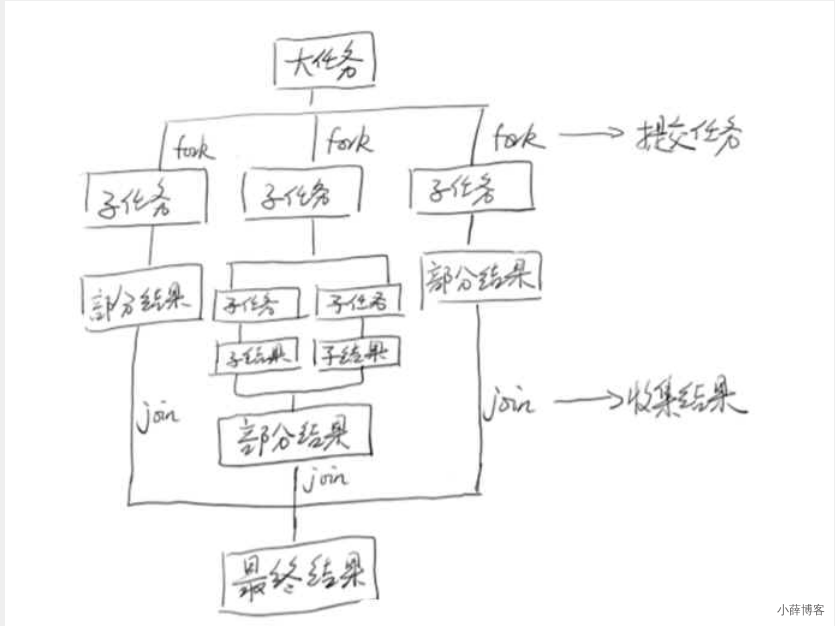 大任务
fork fork fork 提交任务
子任务 子任务 子任务
部分结果 部分结果
子任务 子任务
子结果 子结果
join join 收集结果
部分结果
join
最终结果
小薛博客